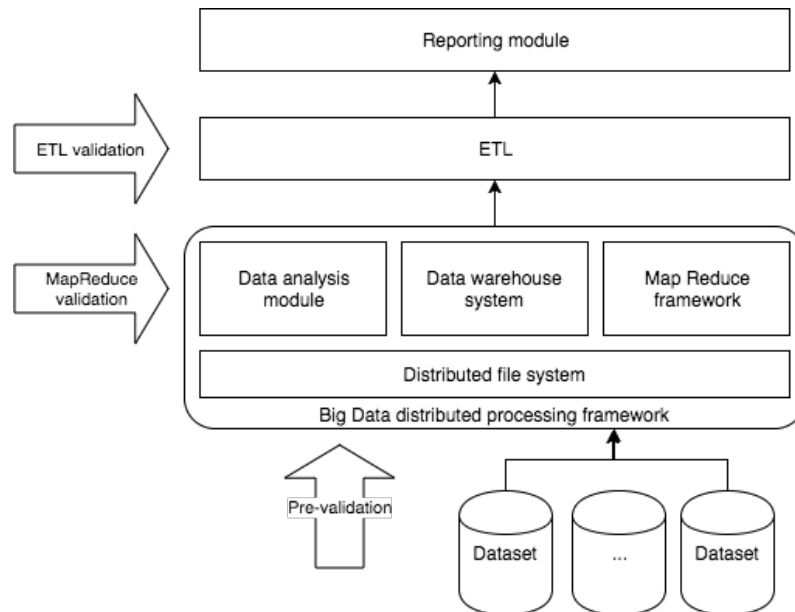 Reporting module
ETL validation
ETL
MapReduce
validation
Data analysis
module
Data warehouse
system
Map Reduce
framework
Distributed file system
Big Data distributed processing framework
Pre-validation
Dataset
...
Dataset